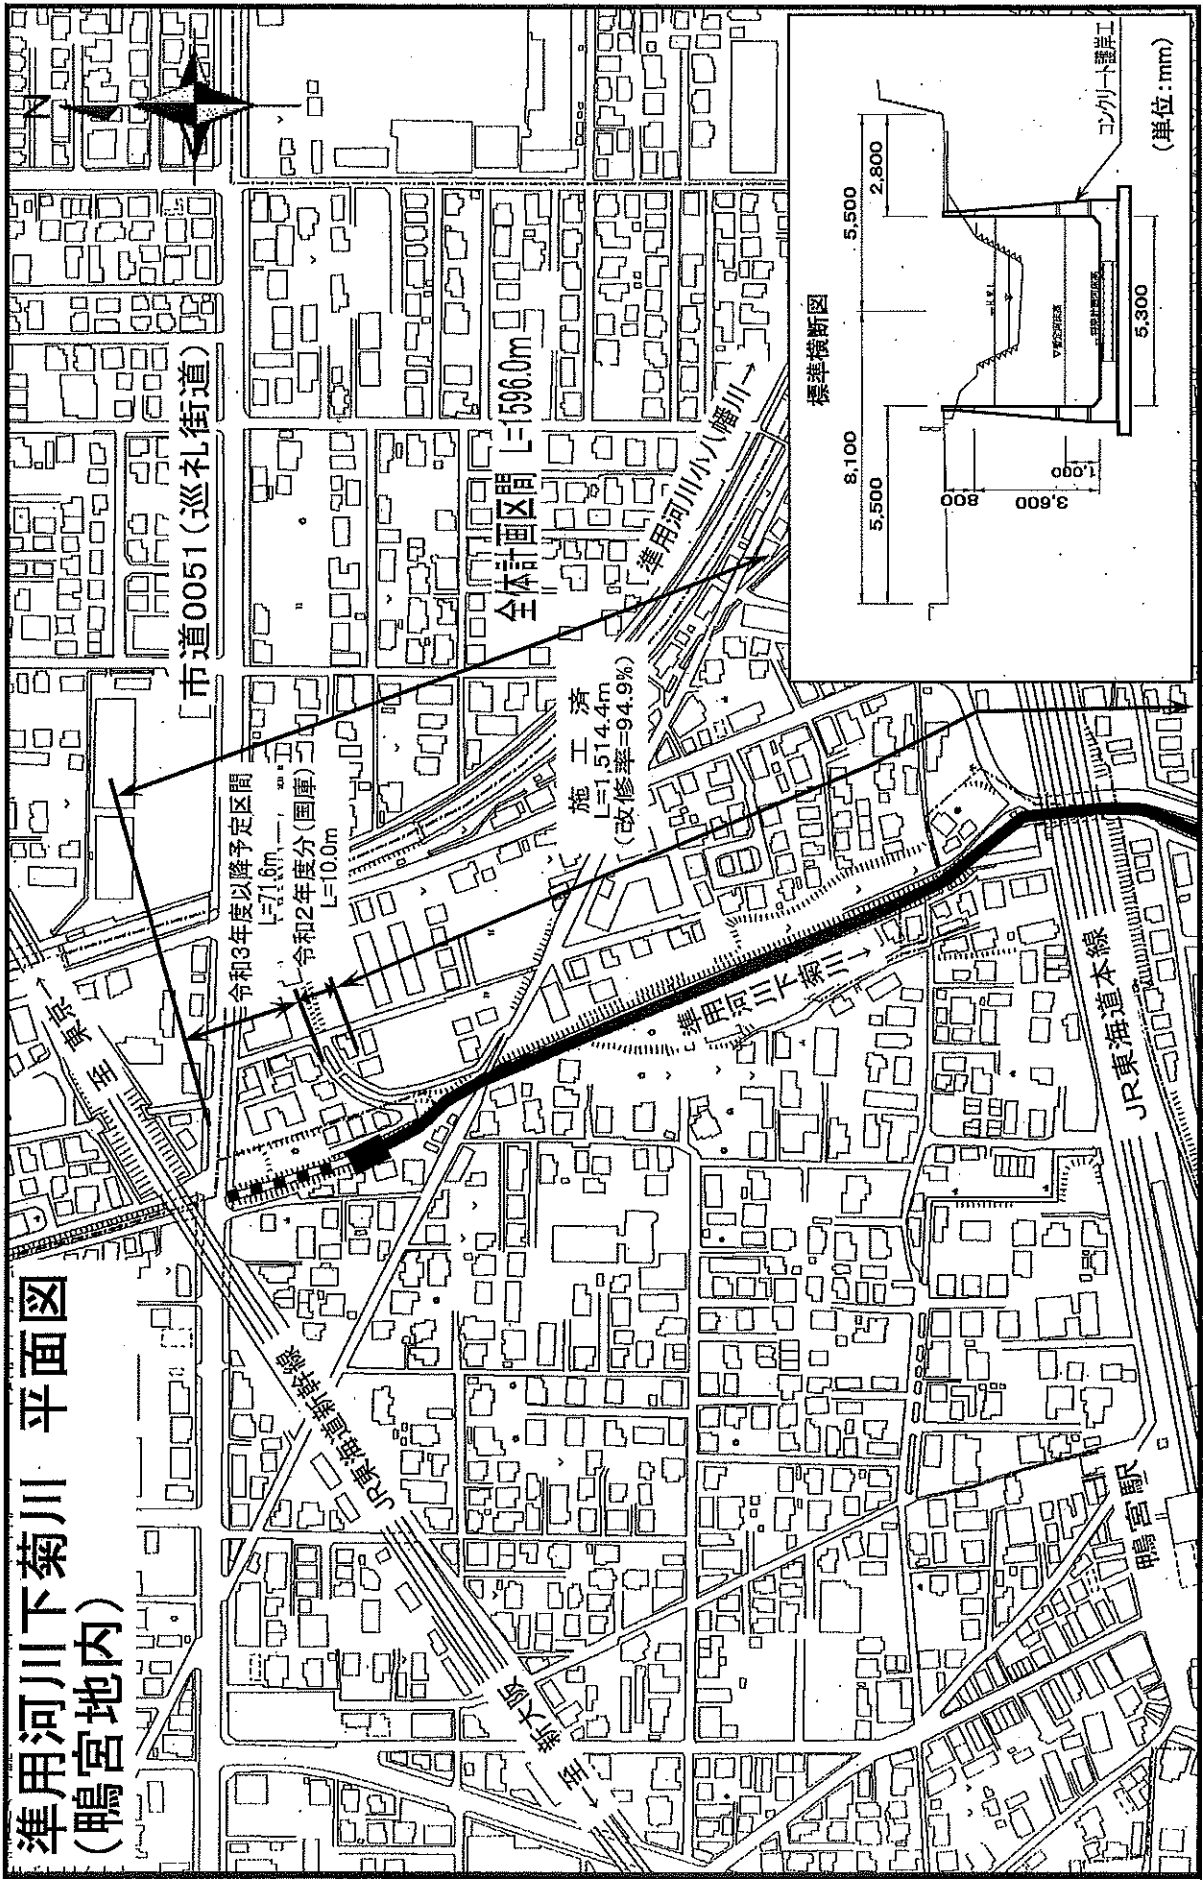 準用河川下菊川 平面図
(鴨宮地内)
N
市道0051(巡礼街道)
至 東京→
令和3年度以降予定区間
L=71.6m
令和2年度分(国庫)
L=10.0m
全体計画区間 L=1596.0m
施工済
L=1,514.4m
(改修率=94.9%)
準用河川小八幡川→
準用河川下菊川→
JR東海道新幹線
←至 新大阪
JR東海道本線
鴨宮駅
標準横断図
8,100
5,500
5,500
2,800
800
3,600
1,000
5,300
コンクリート護岸工
(単位:mm)